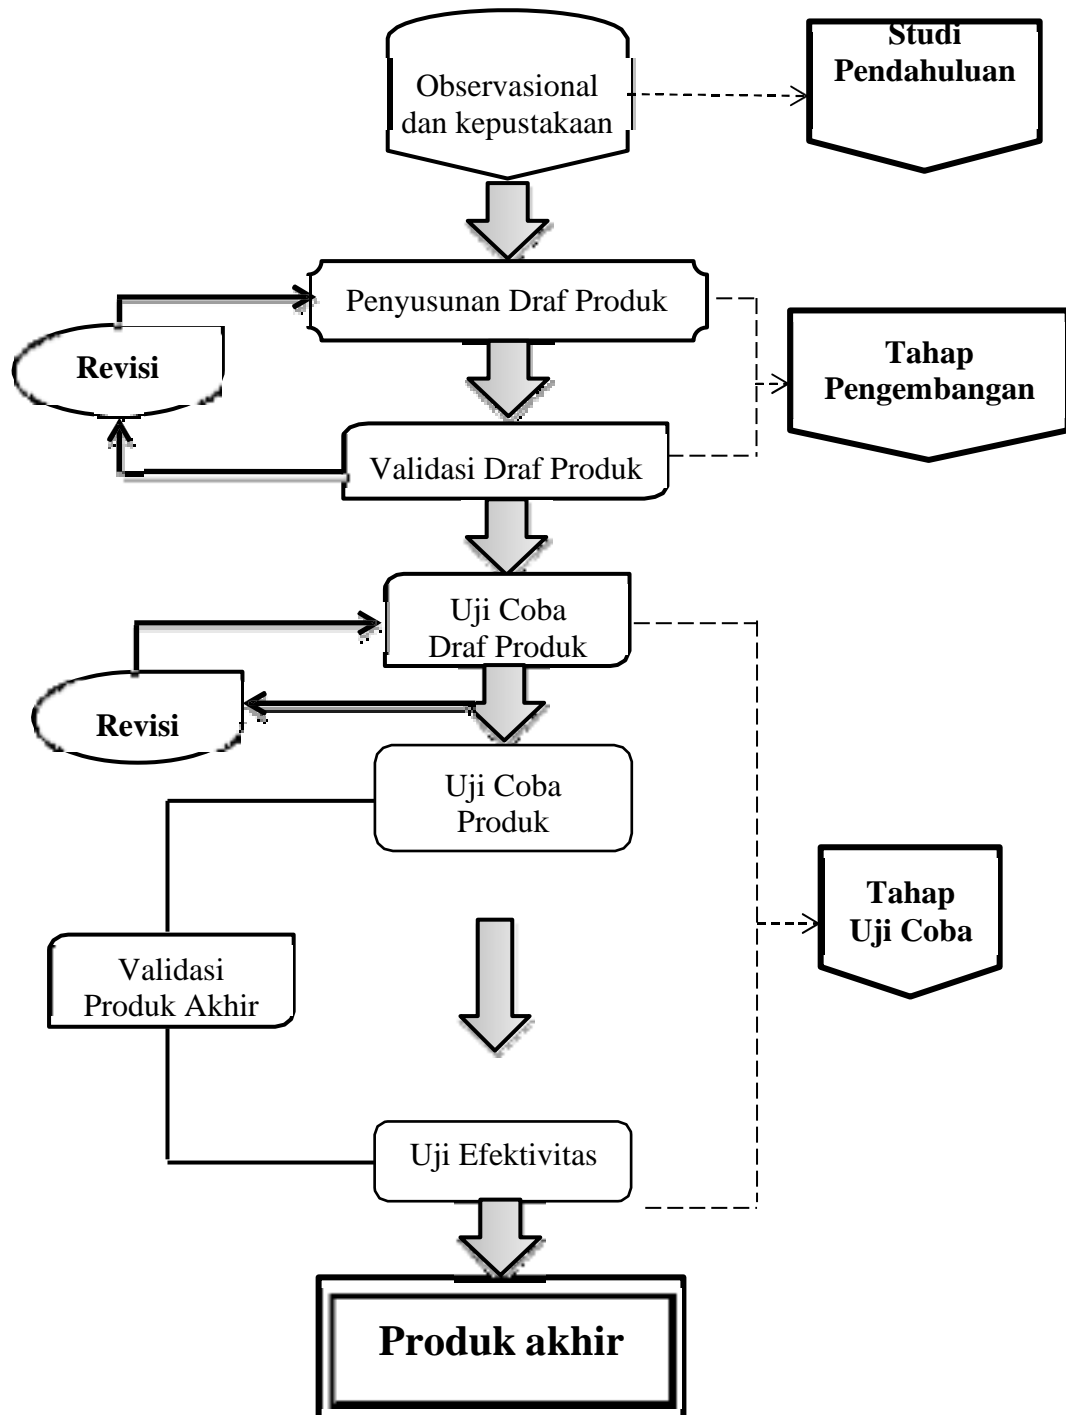 Observasional
dan kepustakaan
Studi
Pendahuluan
Penyusunan Draf Produk
Revisi
Tahap
Pengembangan
Validasi Draf Produk
Uji Coba
Draf Produk
Revisi
Uji Coba
Produk
Tahap
Uji Coba
Validasi
Produk Akhir
Uji Efektivitas
Produk akhir